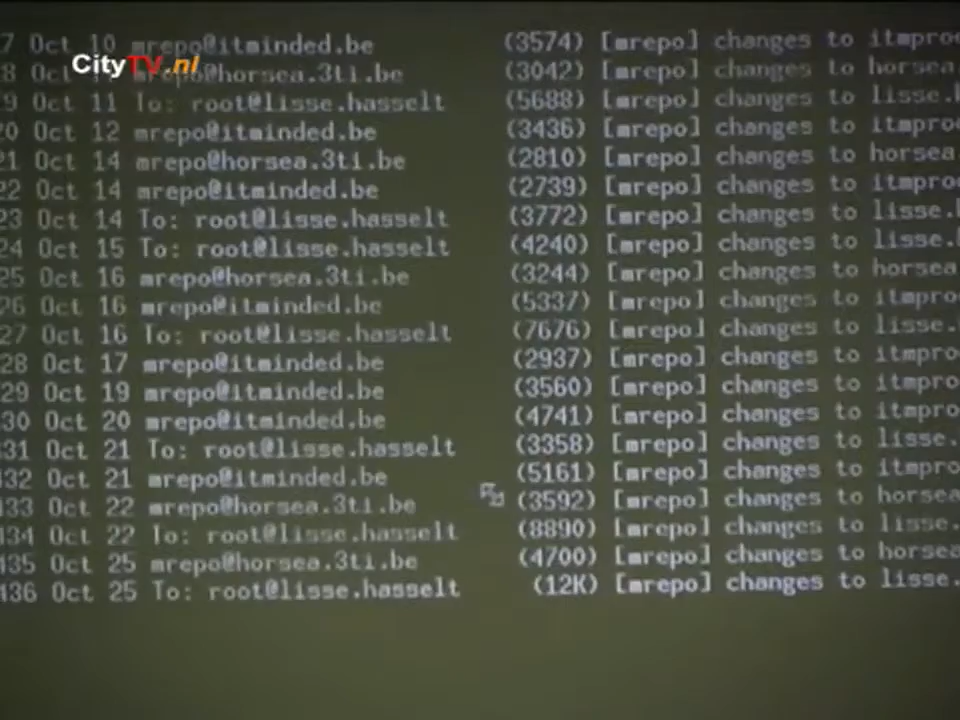 CityTV.nl
7 Oct 10 mrepo@itminded.be (3574) [mrepo] changes to itmpro
8 Oct mrepo@horsea.3ti.be (3042) [mrepo] changes to horsea
19 Oct 11 To: root@lisse.hasselt (5688) [mrepo] changes to lisse.
20 Oct 12 mrepo@itminded.be (3436) [mrepo] changes to itmpro
21 Oct 14 mrepo@horsea.3ti.be (2810) [mrepo] changes to horsea
22 Oct 14 mrepo@itminded.be (2739) [mrepo] changes to itmpro
23 Oct 14 To: root@lisse.hasselt (3772) [mrepo] changes to lisse.
24 Oct 15 To: root@lisse.hasselt (4240) [mrepo] changes to lisse.
25 Oct 16 mrepo@horsea.3ti.be (3244) [mrepo] changes to horsea
26 Oct 16 mrepo@itminded.be (5337) [mrepo] changes to itmpro
27 Oct 16 To: root@lisse.hasselt (7676) [mrepo] changes to lisse.
28 Oct 17 mrepo@itminded.be (2937) [mrepo] changes to itmpro
29 Oct 19 mrepo@itminded.be (3560) [mrepo] changes to itmpro
430 Oct 20 mrepo@itminded.be (4741) [mrepo] changes to itmpro
431 Oct 21 To: root@lisse.hasselt (3358) [mrepo] changes to lisse.
432 Oct 21 mrepo@itminded.be (5161) [mrepo] changes to itmpro
433 Oct 22 mrepo@horsea.3ti.be (3592) [mrepo] changes to horsea
434 Oct 22 To: root@lisse.hasselt (8890) [mrepo] changes to lisse.
435 Oct 25 mrepo@horsea.3ti.be (4700) [mrepo] changes to horsea
436 Oct 25 To: root@lisse.hasselt (12K) [mrepo] changes to lisse.